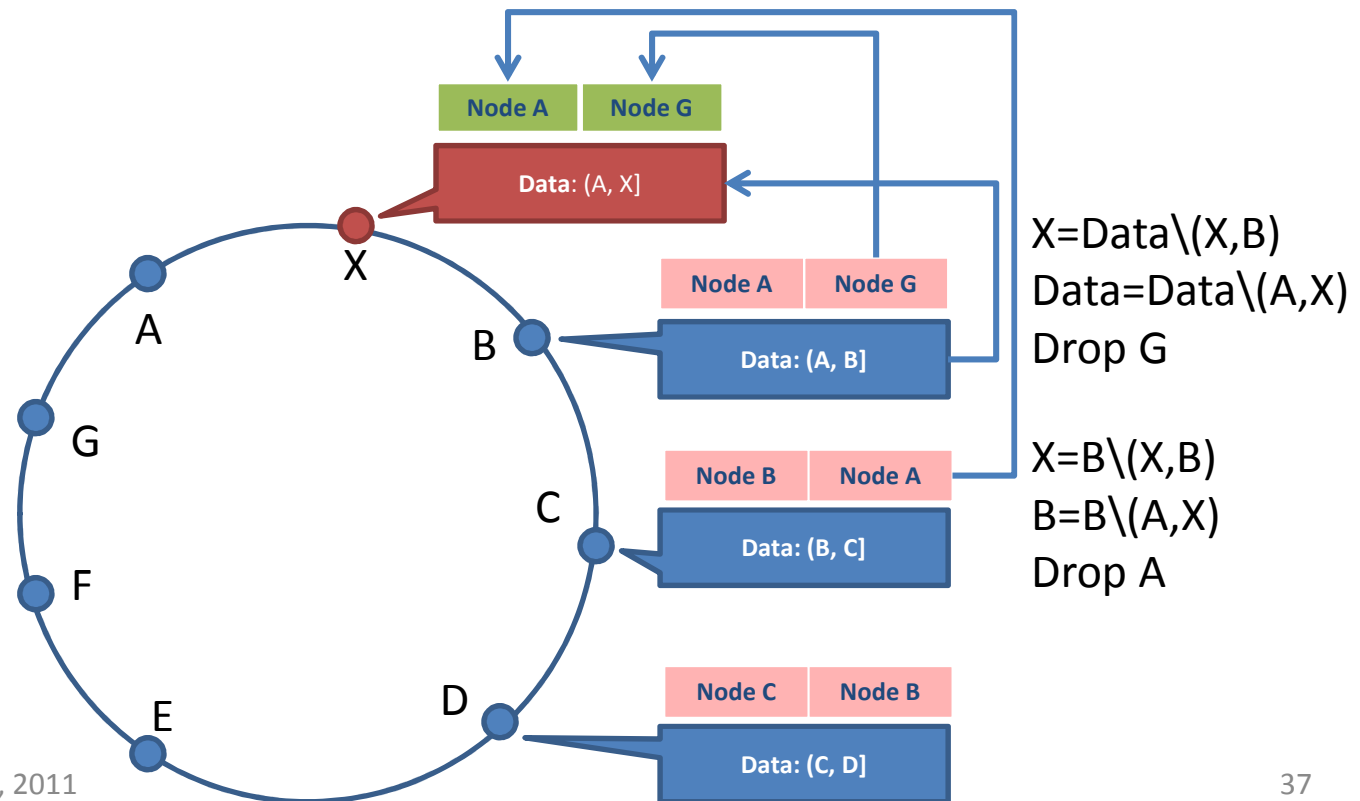 Node A
Node G
Data: (A, X]
X
A
B
G
C
F
D
E
Node A
Node G
Data: (A, B]
X=Data\(X,B)
Data=Data\(A,X)
Drop G
Node B
Node A
Data: (B, C]
X=B\(X,B)
B=B\(A,X)
Drop A
Node C
Node B
Data: (C, D]
, 2011
37